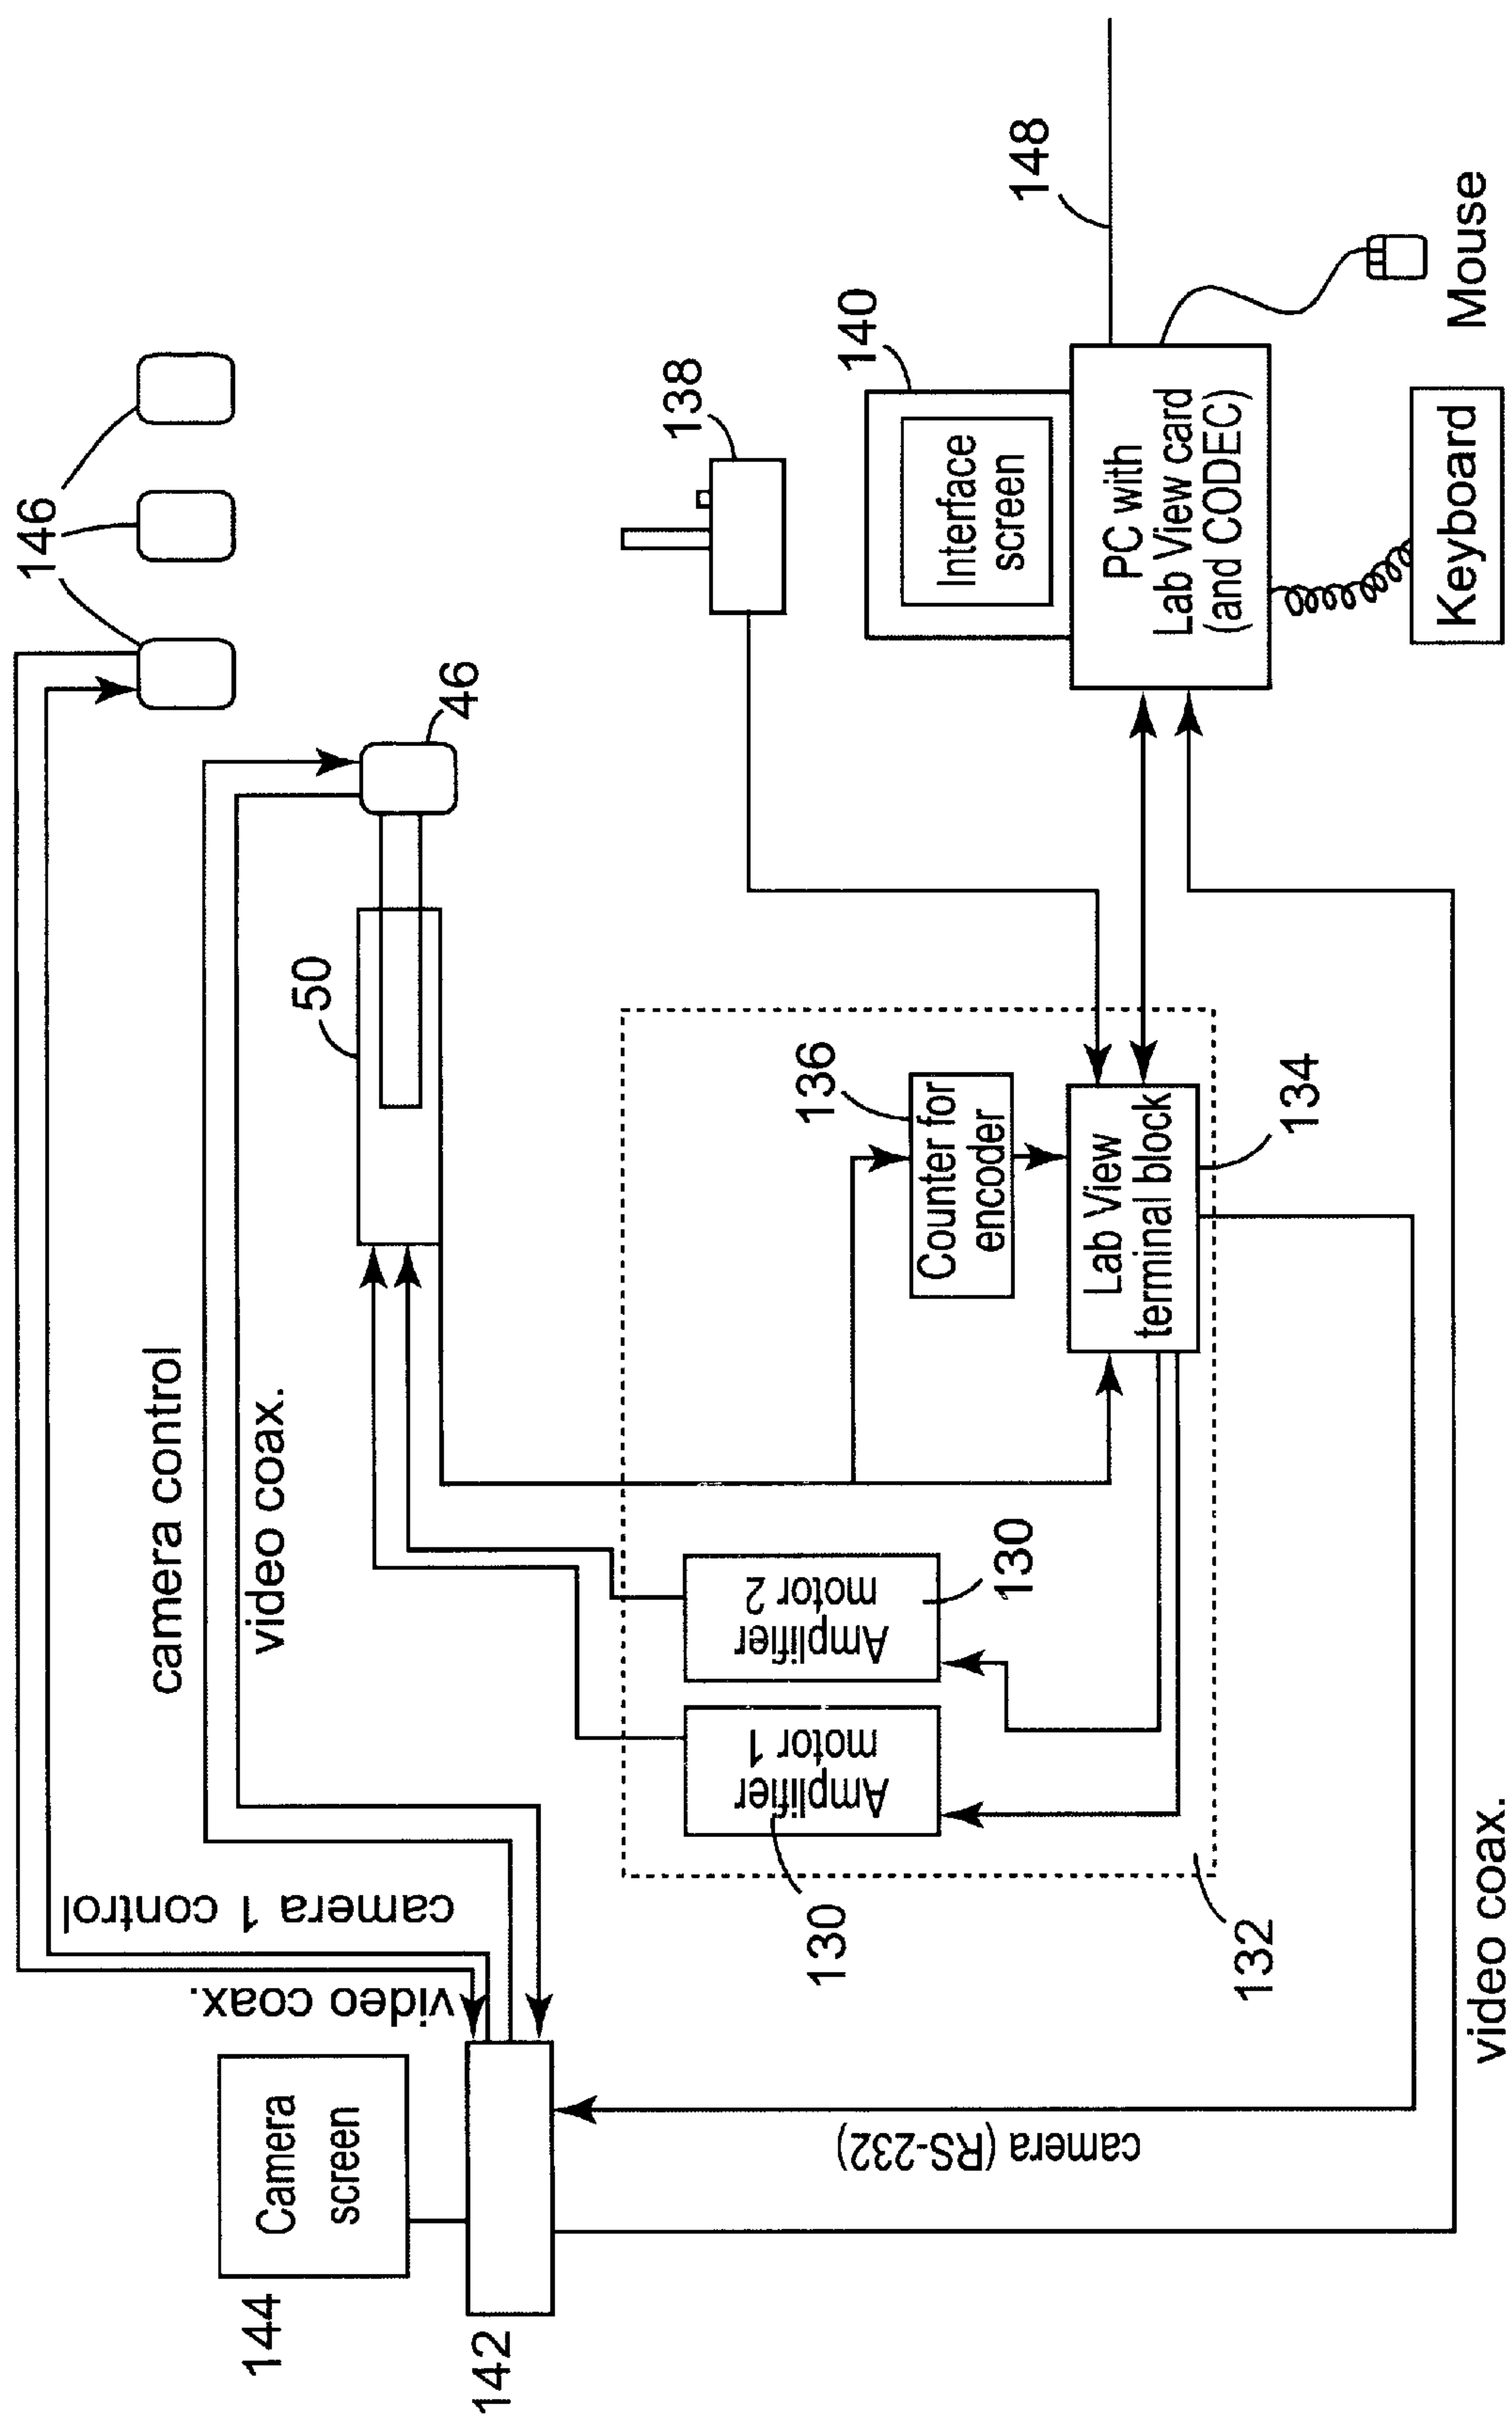 146
camera control
video coax.
50
46
camera 1 control
video coax.
144
Camera
screen
142
138
140
Interface
screen
148
PC with
Lab View card
(and CODEC)
Mouse
Keyboard
136
Counter for
encoder
Lab View
terminal block
134
Amplifier
motor 1
130
Amplifier
motor 2
130
132
camera (RS-232)
video coax.